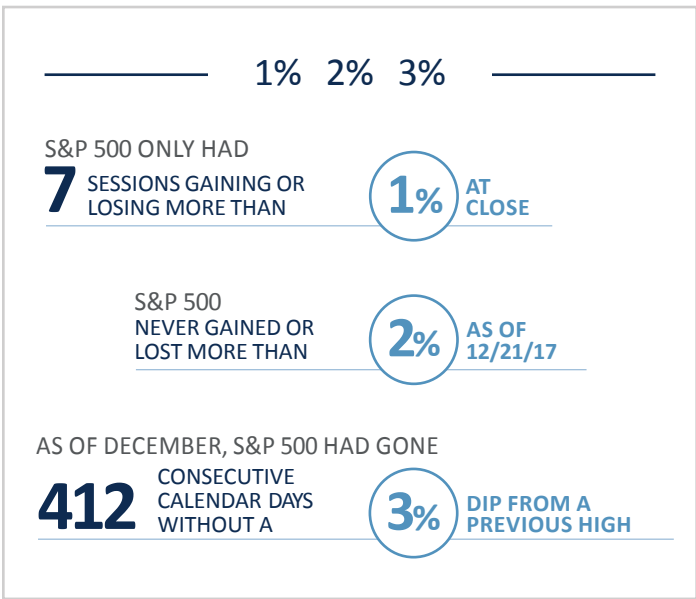 1% 2% 3%
S&P 500 ONLY HAD
7 SESSIONS GAINING OR
LOSING MORE THAN
1%
AT
CLOSE
S&P 500
NEVER GAINED OR
LOST MORE THAN
2%
AS OF
12/21/17
AS OF DECEMBER, S&P 500 HAD GONE
412
CONSECUTIVE
CALENDAR DAYS
WITHOUT A
3%
DIP FROM A
PREVIOUS HIGH